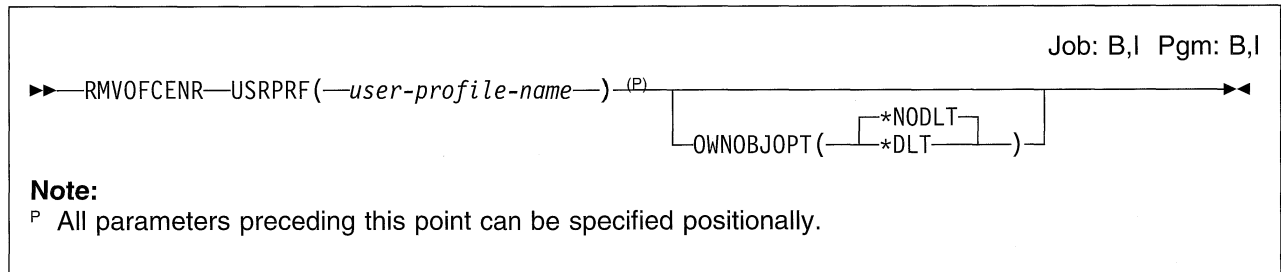 Job: B,I Pgm: B,I
►►—RMVOFCENR—USRPRF(—user-profile-name—)—(P)—►◄
*NODLT
OWNOBJOPT(—*DLT—)
Note:
P All parameters preceding this point can be specified positionally.